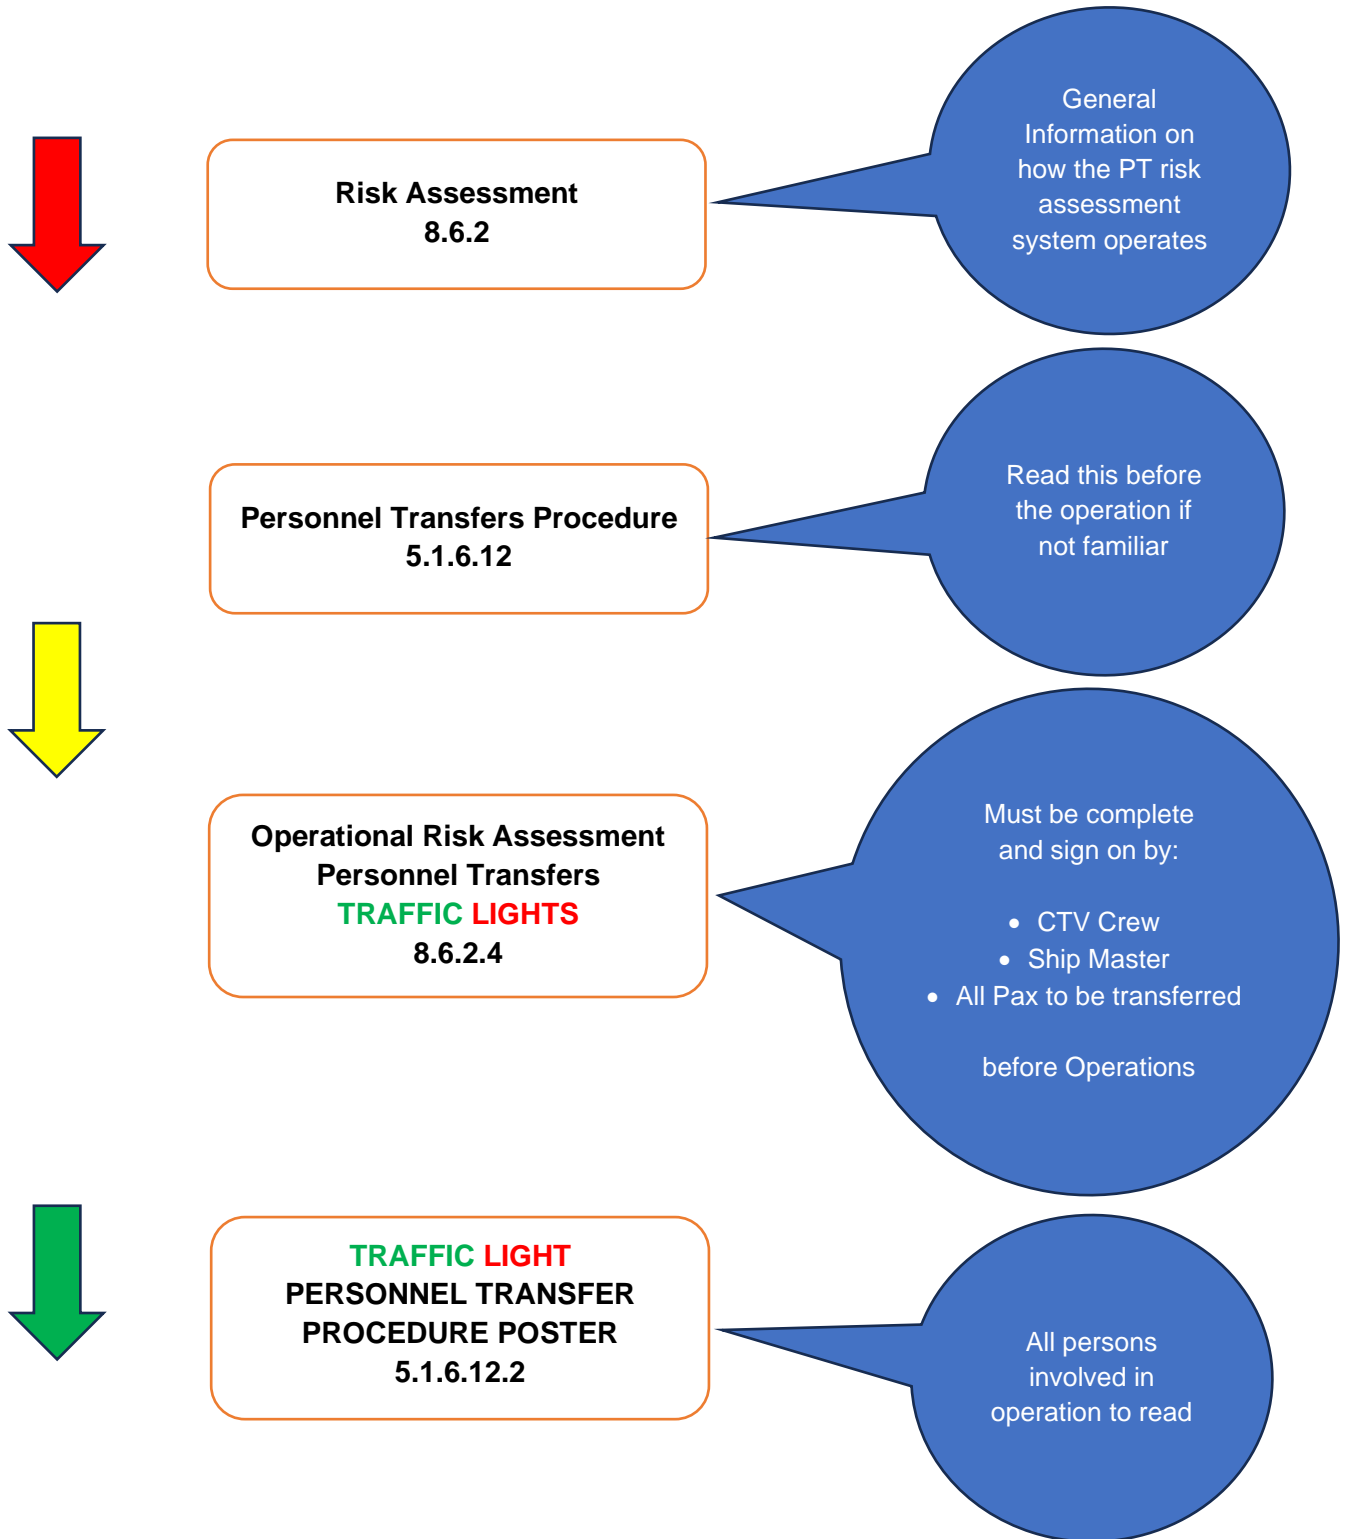 General
Information on
how the PT risk
assessment
system operates
Risk Assessment
8.6.2
Read this before
the operation if
not familiar
Personnel Transfers Procedure
5.1.6.12
Must be complete
and sign on by:
• CTV Crew
• Ship Master
• All Pax to be transferred
before Operations
Operational Risk Assessment
Personnel Transfers
TRAFFIC LIGHTS
8.6.2.4
TRAFFIC LIGHT
PERSONNEL TRANSFER
PROCEDURE POSTER
5.1.6.12.2
All persons
involved in
operation to read